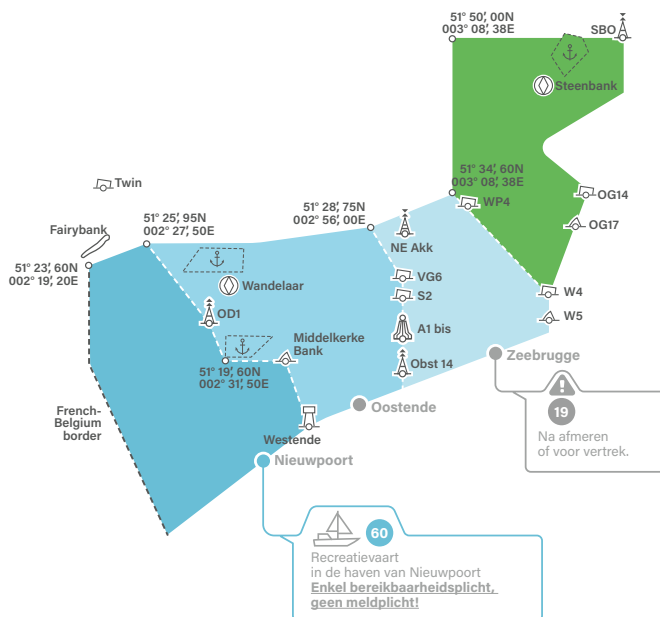 51° 50', 00N
003° 08', 38E
SBO
Steenbank
Twin
51° 34', 60N
003° 08', 38E
OG14
WP4
51° 25', 95N
002° 27', 50E
51° 28', 75N
002° 56', 00E
OG17
Fairybank
NE Akk
51° 23', 60N
002° 19', 20E
VG6
Wandelaar
S2
W4
OD1
W5
A1 bis
Middelkerke
Bank
Zeebrugge
Obst 14
51° 19', 60N
002° 31', 50E
Oostende
French-
Belgium
border
19
Na afmeren
of voor vertrek.
Westende
Nieuwpoort
60
Recreatievaart
in de haven van Nieuwpoort
Enkel bereikbaarheidsplicht,
geen meldplicht!